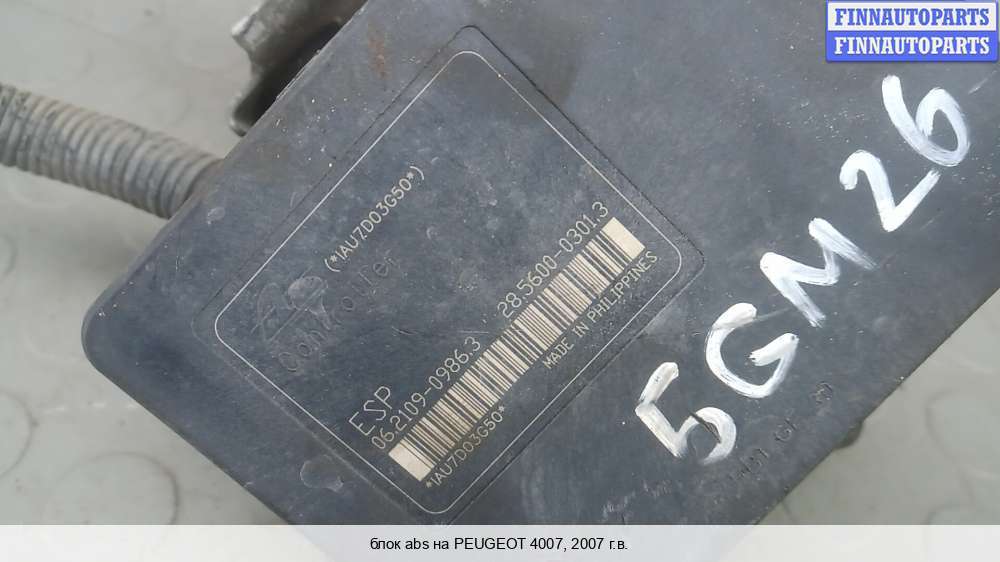 FINNAUTOPARTS
FINNAUTOPARTS
(*IAU7D03G50*)
ESP
06.2109-0986.3 28.5600-0301.3
*IAU7D03G50*
MADE IN PHILIPPINES
5GM26
блок abs на PEUGEOT 4007, 2007 г.в.